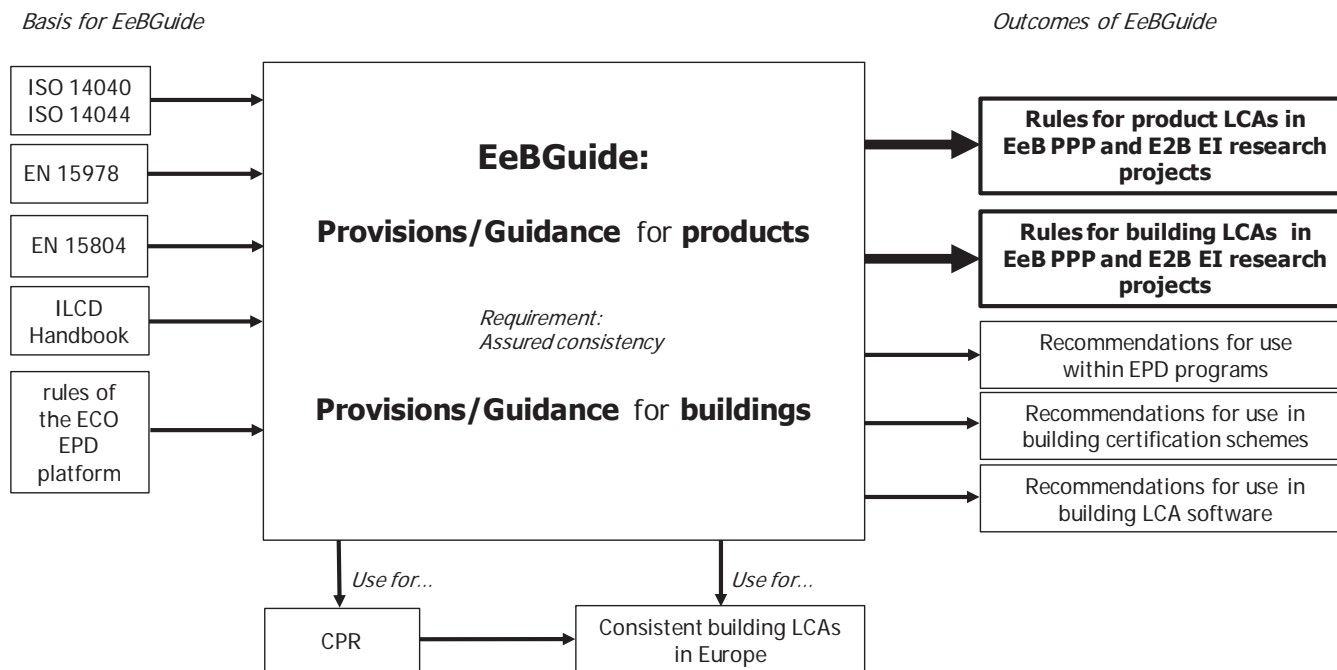 Basis for EeBGuide
Outcomes of EeBGuide
ISO 14040
ISO 14044
EN 15978
EN 15804
ILCD
Handbook
rules of
the ECO
EPD
platform
EeBGuide:
Provisions/Guidance for products
Requirement:
Assured consistency
Provisions/Guidance for buildings
Rules for product LCAs in
EeB PPP and E2B EI research
projects
Rules for building LCAs in
EeB PPP and E2B EI research
projects
Recommendations for use
within EPD programs
Recommendations for use in
building certification schemes
Recommendations for use in
building LCA software
Use for...
Use for...
CPR
Consistent building LCAs
in Europe